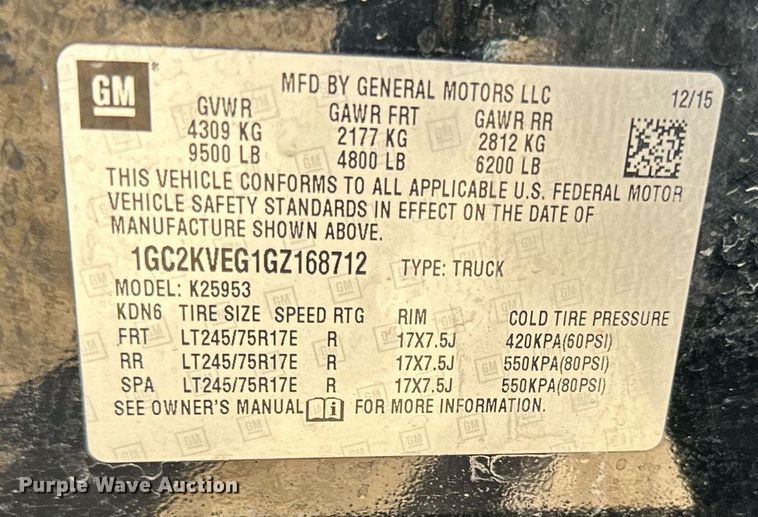 GM ®
MFD BY GENERAL MOTORS LLC 12/15
GVWR GAWR FRT GAWR RR
4309 KG 2177 KG 2812 KG
9500 LB 4800 LB 6200 LB
THIS VEHICLE CONFORMS TO ALL APPLICABLE U.S. FEDERAL MOTOR
VEHICLE SAFETY STANDARDS IN EFFECT ON THE DATE OF
MANUFACTURE SHOWN ABOVE.
1GC2KVEG1GZ168712 TYPE: TRUCK
MODEL: K25953
KDN6 TIRE SIZE SPEED RTG RIM COLD TIRE PRESSURE
FRT LT245/75R17E R 17X7.5J 420KPA(60PSI)
RR LT245/75R17E R 17X7.5J 550KPA(80PSI)
SPA LT245/75R17E R 17X7.5J 550KPA(80PSI)
SEE OWNER'S MANUAL FOR MORE INFORMATION.
Purple Wave Auction